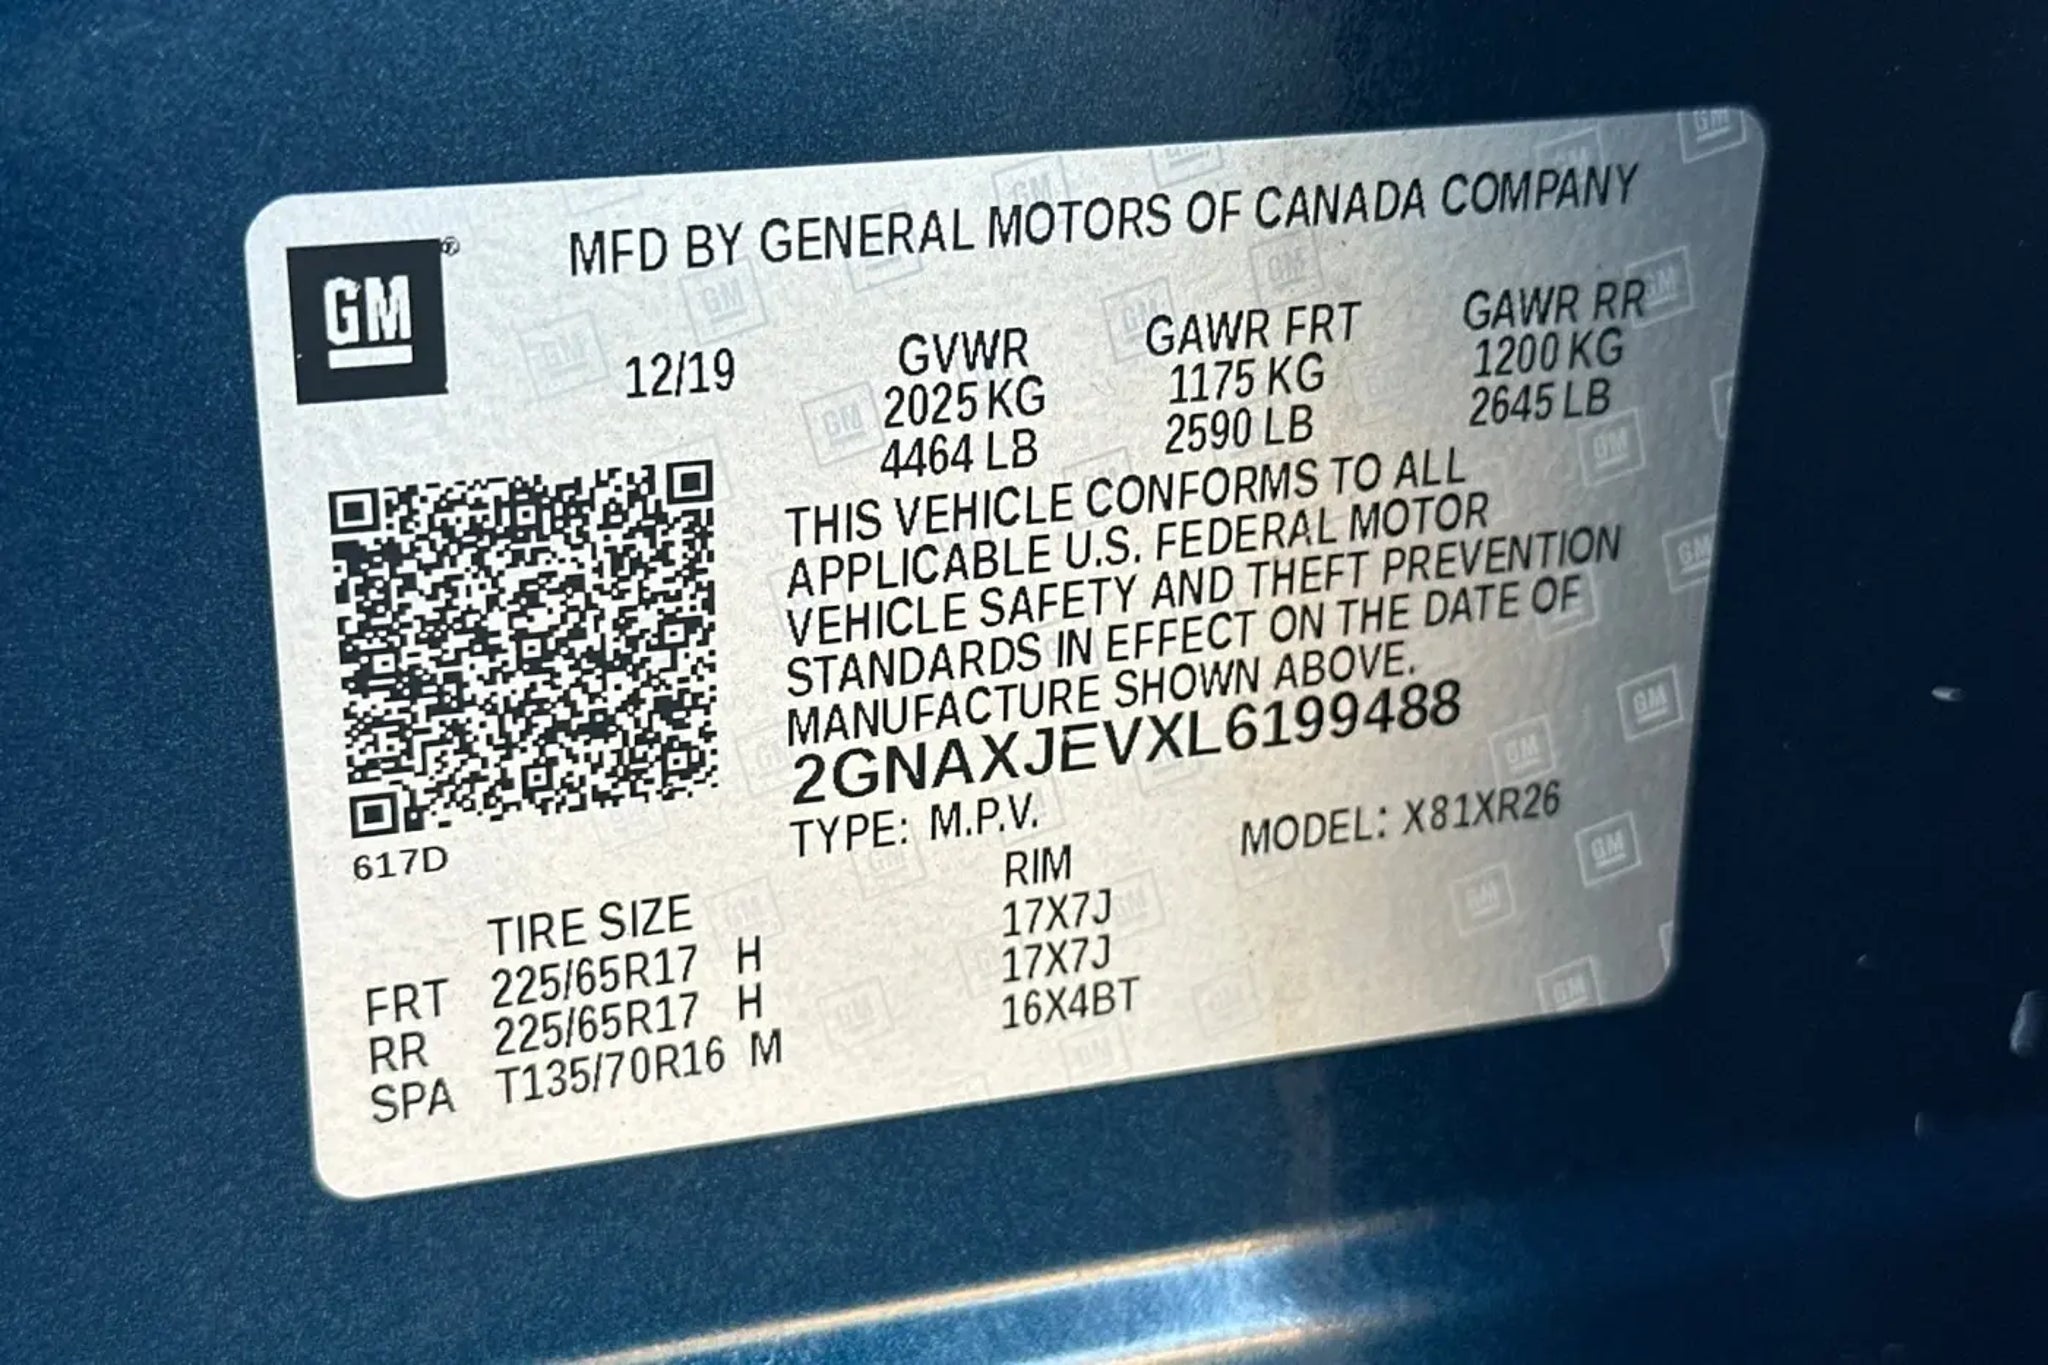 GM®
MFD BY GENERAL MOTORS OF CANADA COMPANY
12/19
GVWR GAWR FRT GAWR RR
2025 KG 1175 KG 1200 KG
4464 LB 2590 LB 2645 LB
THIS VEHICLE CONFORMS TO ALL
APPLICABLE U.S. FEDERAL MOTOR
VEHICLE SAFETY AND THEFT PREVENTION
STANDARDS IN EFFECT ON THE DATE OF
MANUFACTURE SHOWN ABOVE.
2GNAXJEVXL6199488
TYPE: M.P.V. MODEL: X81XR26
617D
TIRE SIZE RIM
FRT 225/65R17 H 17X7J
RR 225/65R17 H 17X7J
SPA T135/70R16 M 16X4BT